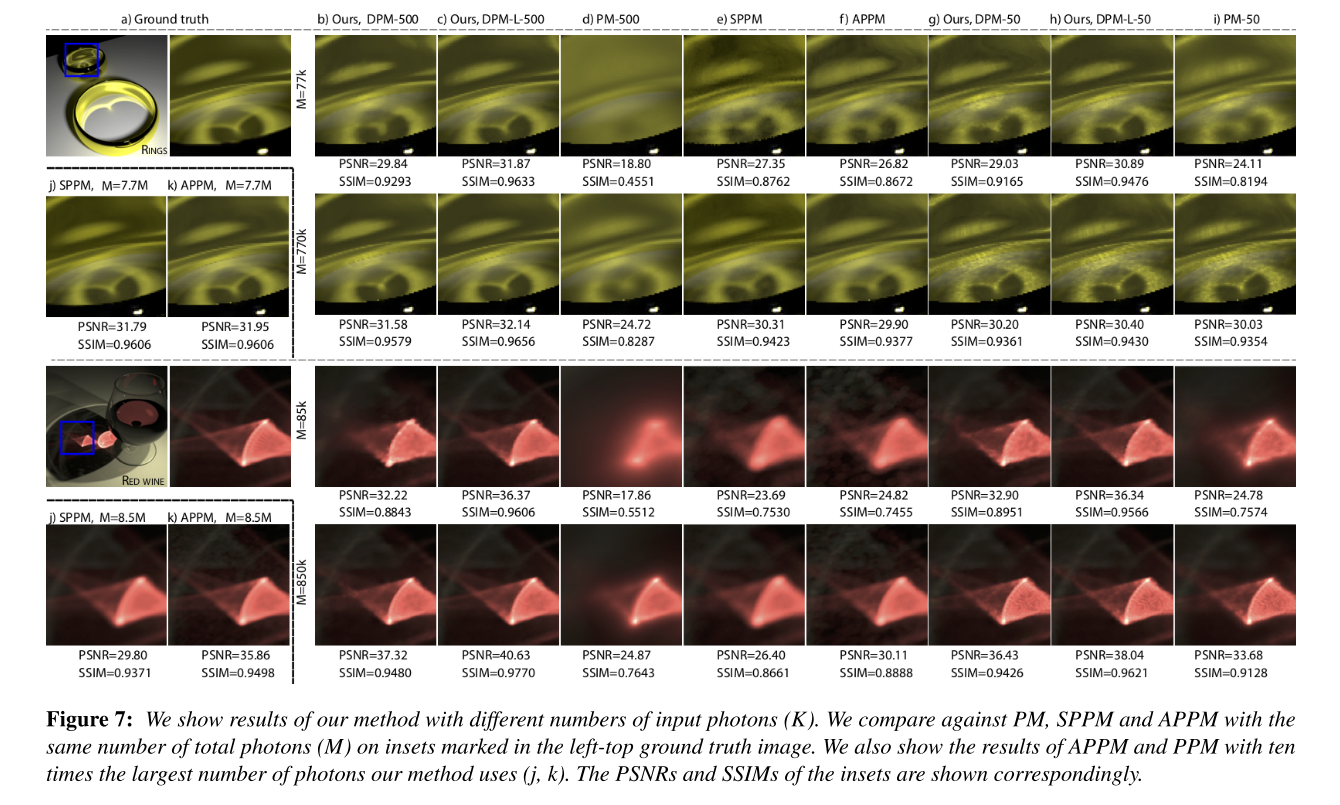 a) Ground truth
b) Ours, DPM-500
c) Ours, DPM-L-500
d) PM-500
e) SPPM
f) APPM
g) Ours, DPM-50
h) Ours, DPM-L-50
i) PM-50
RINGS
M=77k
PSNR=29.84 PSNR=31.87 PSNR=18.80 PSNR=27.35 PSNR=26.82 PSNR=29.03 PSNR=30.89 PSNR=24.11
SSIM=0.9293 SSIM=0.9633 SSIM=0.4551 SSIM=0.8762 SSIM=0.8672 SSIM=0.9165 SSIM=0.9476 SSIM=0.8194
j) SPPM, M=7.7M k) APPM, M=7.7M
M=770k
PSNR=31.79 PSNR=31.95
SSIM=0.9606 SSIM=0.9606
PSNR=31.58 PSNR=32.14 PSNR=24.72 PSNR=30.31 PSNR=29.90 PSNR=30.20 PSNR=30.40 PSNR=30.03
SSIM=0.9579 SSIM=0.9656 SSIM=0.8287 SSIM=0.9423 SSIM=0.9377 SSIM=0.9361 SSIM=0.9430 SSIM=0.9354
RED WINE
M=85k
PSNR=32.22 PSNR=36.37 PSNR=17.86 PSNR=23.69 PSNR=24.82 PSNR=32.90 PSNR=36.34 PSNR=24.78
SSIM=0.8843 SSIM=0.9606 SSIM=0.5512 SSIM=0.7530 SSIM=0.7455 SSIM=0.8951 SSIM=0.9566 SSIM=0.7574
j) SPPM, M=8.5M k) APPM, M=8.5M
M=850k
PSNR=29.80 PSNR=35.86
SSIM=0.9371 SSIM=0.9498
PSNR=37.32 PSNR=40.63 PSNR=24.87 PSNR=26.40 PSNR=30.11 PSNR=36.43 PSNR=38.04 PSNR=33.68
SSIM=0.9480 SSIM=0.9770 SSIM=0.7643 SSIM=0.8661 SSIM=0.8888 SSIM=0.9426 SSIM=0.9621 SSIM=0.9128
Figure 7: We show results of our method with different numbers of input photons (K). We compare against PM, SPPM and APPM with the
same number of total photons (M) on insets marked in the left-top ground truth image. We also show the results of APPM and PPM with ten
times the largest number of photons our method uses (j, k). The PSNRs and SSIMs of the insets are shown correspondingly.